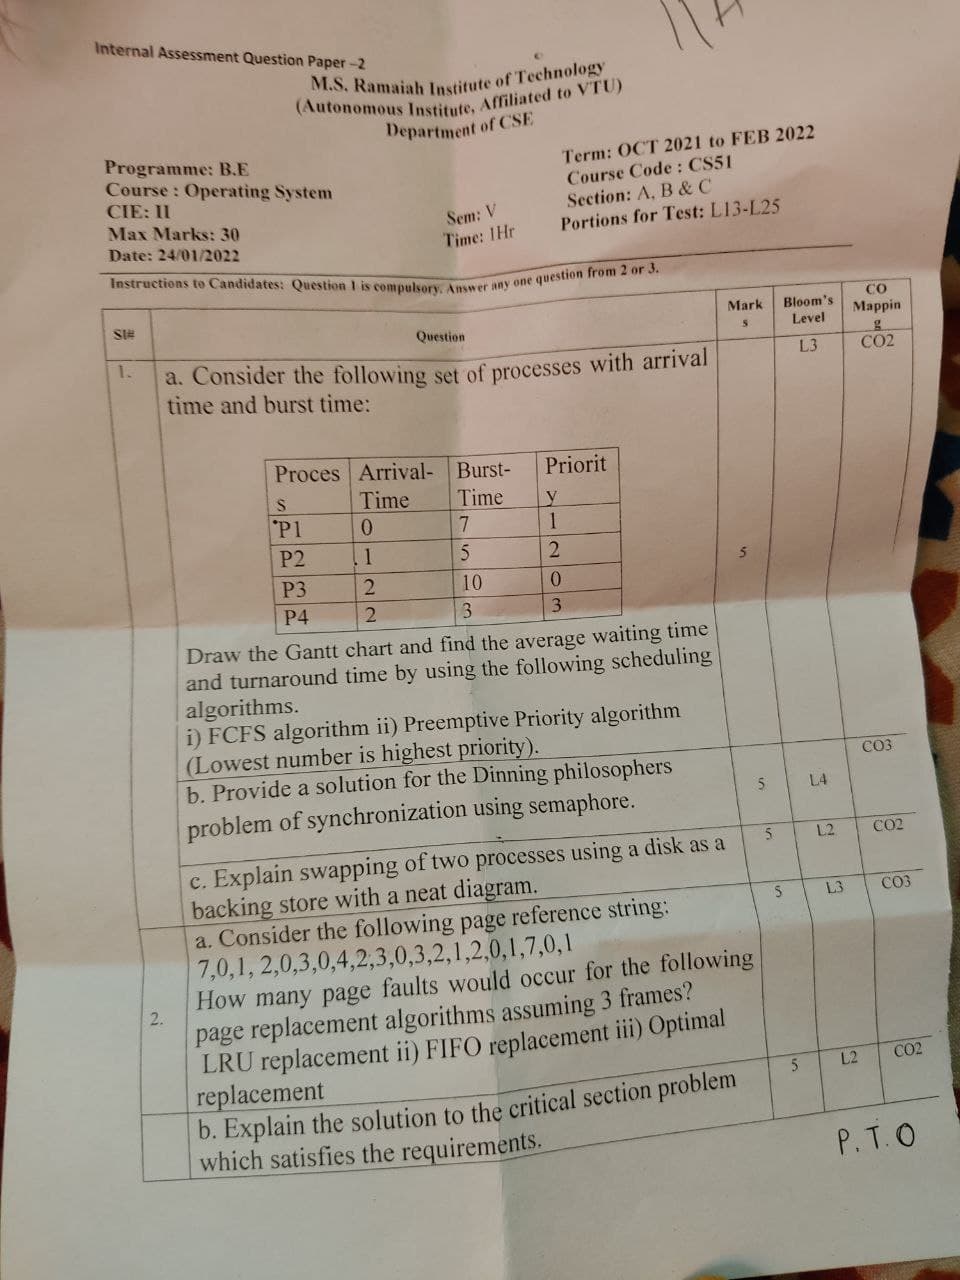 Internal Assessment Question Paper –2
M.S. Ramaiah Institute of Technology
(Autonomous Institute, Affiliated to VTU)
Department of CSE
Programme: B.E
Course : Operating System
CIE: II
Max Marks: 30
Date: 24/01/2022
Sem: V
Time: 1Hr
Term: OCT 2021 to FEB 2022
Course Code : CS51
Section: A, B & C
Portions for Test: L13-L25
Instructions to Candidates: Question 1 is compulsory. Answer any one question from 2 or 3.
Sl# Question Mark s Bloom's Level CO Mappin g
1. a. Consider the following set of processes with arrival L3 CO2
time and burst time:
Proces s Arrival- Time Burst- Time Priorit y
P1 0 7 1
P2 1 5 2 5
P3 2 10 0
P4 2 3 3
Draw the Gantt chart and find the average waiting time
and turnaround time by using the following scheduling
algorithms.
i) FCFS algorithm ii) Preemptive Priority algorithm
(Lowest number is highest priority).
b. Provide a solution for the Dinning philosophers 5 L4 CO3
problem of synchronization using semaphore.
c. Explain swapping of two processes using a disk as a 5 L2 CO2
backing store with a neat diagram.
2. a. Consider the following page reference string: 5 L3 CO3
7,0,1, 2,0,3,0,4,2,3,0,3,2,1,2,0,1,7,0,1
How many page faults would occur for the following
page replacement algorithms assuming 3 frames?
LRU replacement ii) FIFO replacement iii) Optimal
replacement
b. Explain the solution to the critical section problem 5 L2 CO2
which satisfies the requirements.
P.T.O